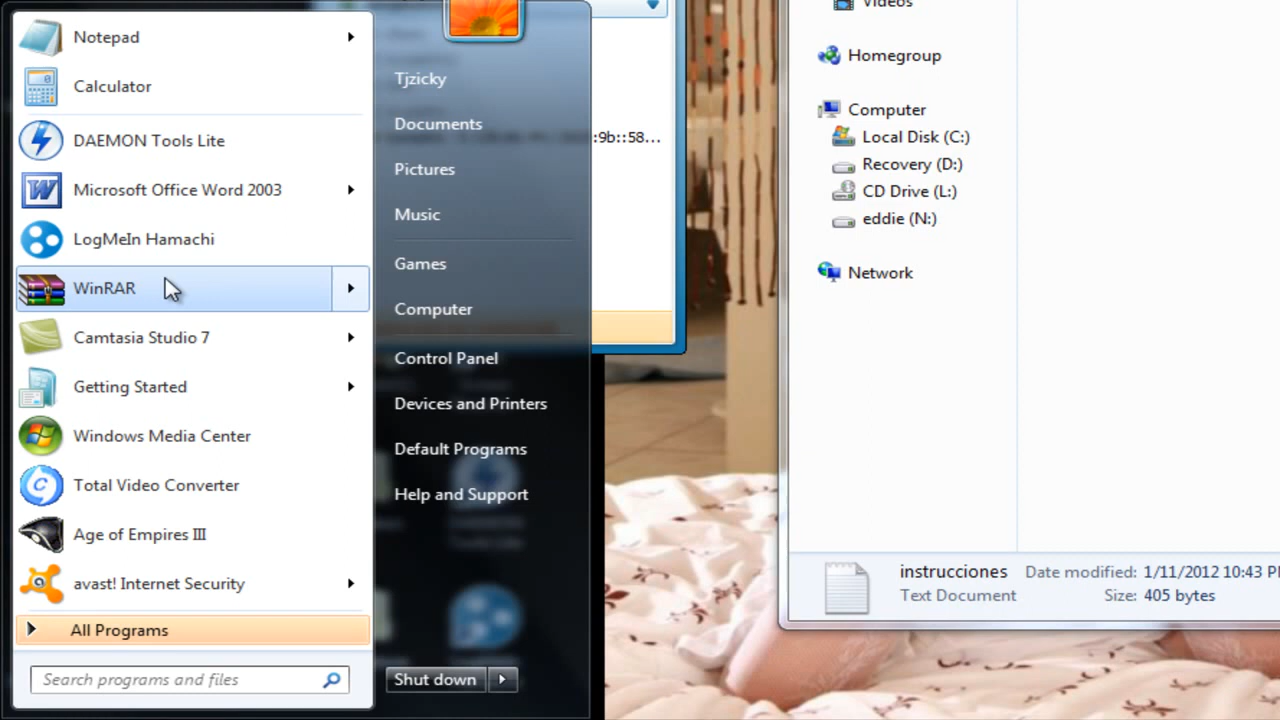 Notepad
Calculator
DAEMON Tools Lite
Microsoft Office Word 2003
LogMeIn Hamachi
WinRAR
Camtasia Studio 7
Getting Started
Windows Media Center
Total Video Converter
Age of Empires III
avast! Internet Security
All Programs
Search programs and files
Tjzicky
Documents
Pictures
Music
Games
Computer
Control Panel
Devices and Printers
Default Programs
Help and Support
Shut down
:9b::58...
Videos
Homegroup
Computer
Local Disk (C:)
Recovery (D:)
CD Drive (L:)
eddie (N:)
Network
instrucciones Date modified: 1/11/2012 10:43 P
Text Document Size: 405 bytes